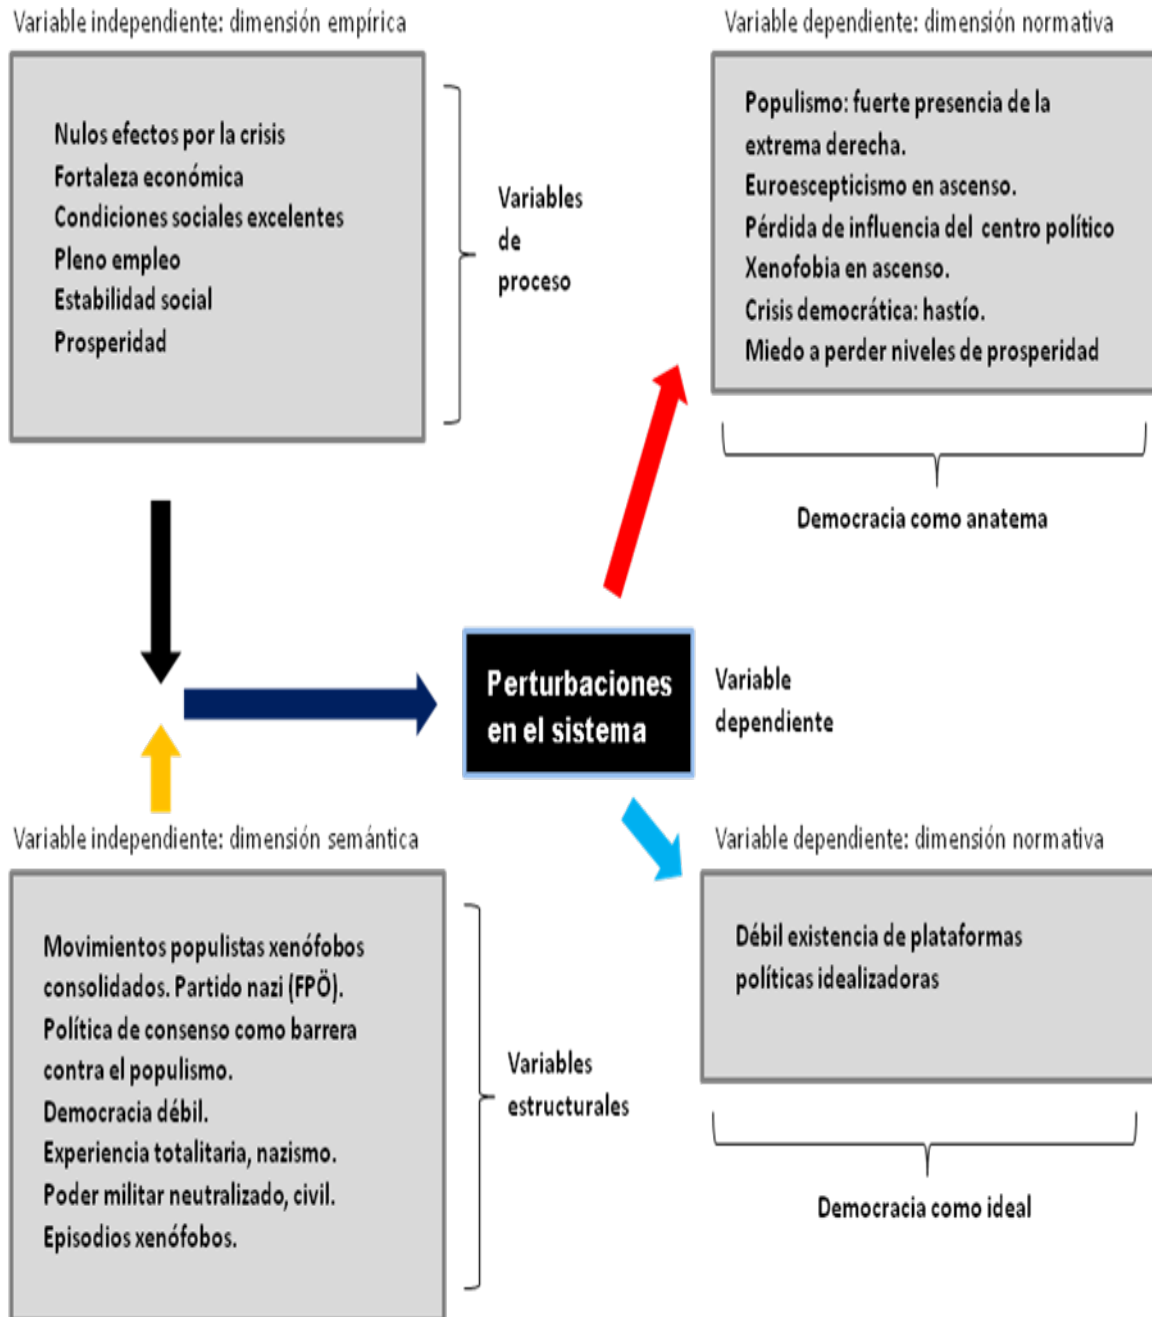 Variable independiente: dimensión empírica
Nulos efectos por la crisis
Fortaleza económica
Condiciones sociales excelentes
Pleno empleo
Estabilidad social
Prosperidad
Variables
de
proceso
Variable dependiente: dimensión normativa
Populismo: fuerte presencia de la
extrema derecha.
Euroescepticismo en ascenso.
Pérdida de influencia del centro político
Xenofobia en ascenso.
Crisis democrática: hastío.
Miedo a perder niveles de prosperidad
Democracia como anatema
Perturbaciones
en el sistema
Variable
dependiente
Variable independiente: dimensión semántica
Movimientos populistas xenófobos
consolidados. Partido nazi (FPÖ).
Política de consenso como barrera
contra el populismo.
Democracia débil.
Experiencia totalitaria, nazismo.
Poder militar neutralizado, civil.
Episodios xenófobos.
Variables
estructurales
Variable dependiente: dimensión normativa
Débil existencia de plataformas
políticas idealizadoras
Democracia como ideal